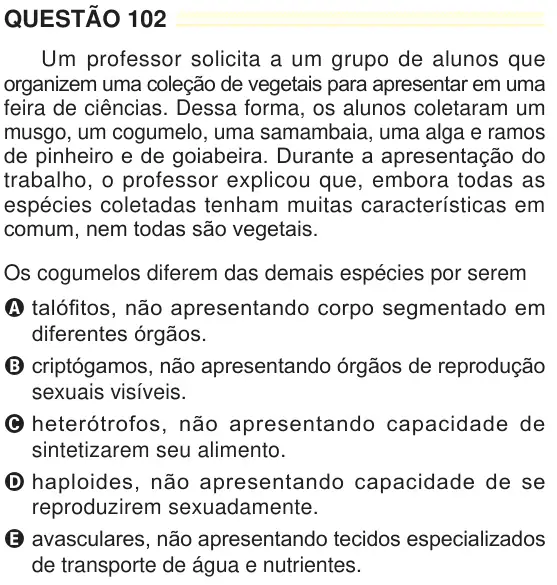 QUESTÃO 102
Um professor solicita a um grupo de alunos que
organizem uma coleção de vegetais para apresentar em uma
feira de ciências. Dessa forma, os alunos coletaram um
musgo, um cogumelo, uma samambaia, uma alga e ramos
de pinheiro e de goiabeira. Durante a apresentação do
trabalho, o professor explicou que, embora todas as
espécies coletadas tenham muitas características em
comum, nem todas são vegetais.
Os cogumelos diferem das demais espécies por serem
A talófitos, não apresentando corpo segmentado em
diferentes órgãos.
B criptógamos, não apresentando órgãos de reprodução
sexuais visíveis.
C heterótrofos, não apresentando capacidade de
sintetizarem seu alimento.
D haploides, não apresentando capacidade de se
reproduzirem sexuadamente.
E avasculares, não apresentando tecidos especializados
de transporte de água e nutrientes.